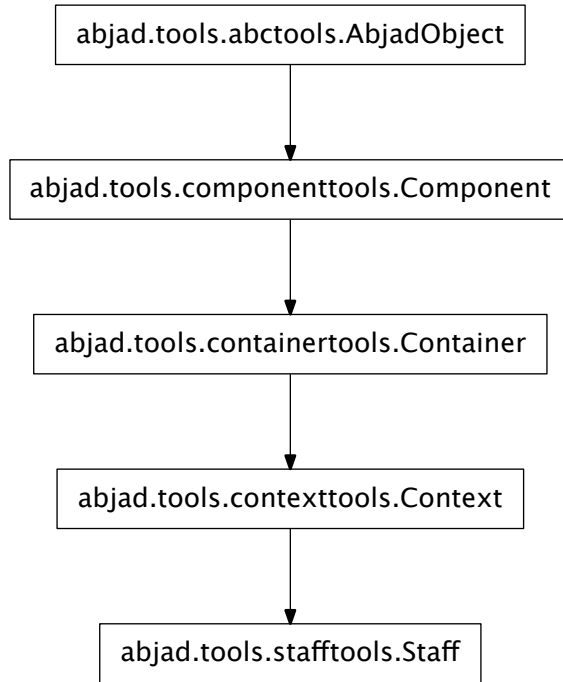 abjad.tools.abctools.AbjadObject
abjad.tools.componenttools.Component
abjad.tools.containertools.Container
abjad.tools.contexttools.Context
abjad.tools.stafftools.Staff